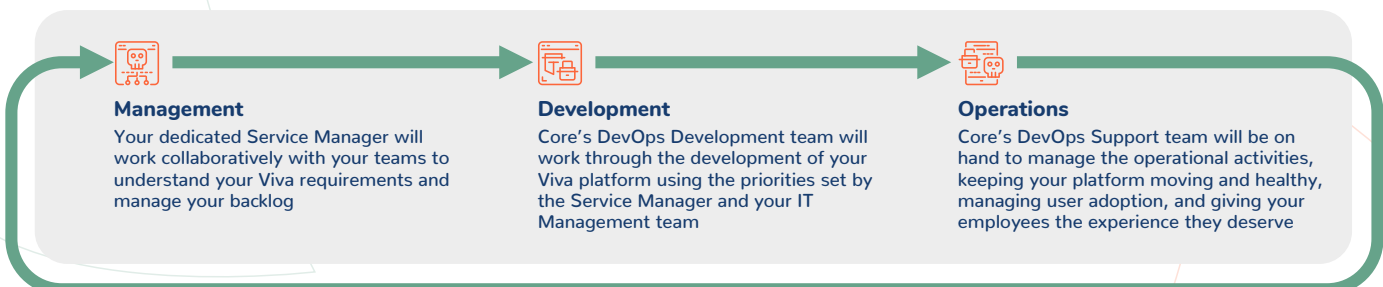 Management
Your dedicated Service Manager will
work collaboratively with your teams to
understand your Viva requirements and
manage your backlog
Development
Core’s DevOps Development team will
work through the development of your
Viva platform using the priorities set by
the Service Manager and your IT
Management team
Operations
Core’s DevOps Support team will be on
hand to manage the operational activities,
keeping your platform moving and healthy,
managing user adoption, and giving your
employees the experience they deserve